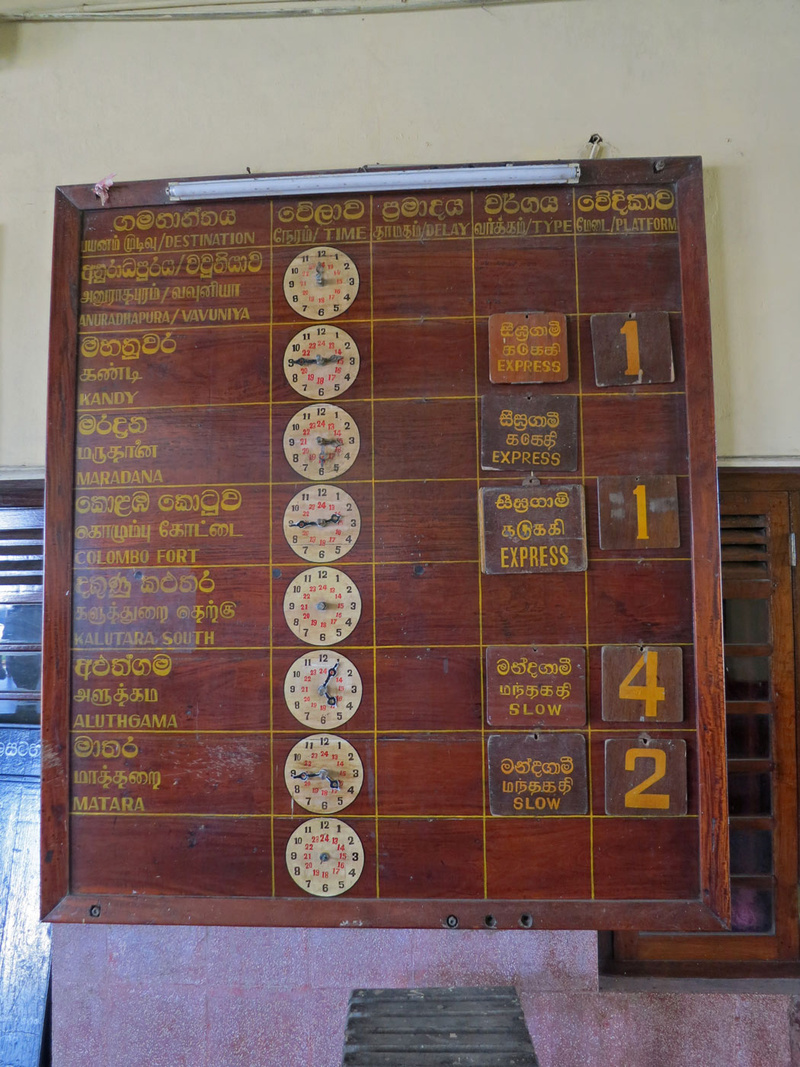 ගමනාන්තය වේලාව ප්‍රමාදය වර්ගය වේදිකාව
பயணம் முடிவு/DESTINATION நேரம்/TIME தாமதம்/DELAY வர்க்கம்/TYPE மேடை/PLATFORM
අනුරාධපුරය/වවුනියාව
அனுராதபுரம்/வவுனியா
ANURADHAPURA/VAVUNIYA
මහනුවර
கண்டி
KANDY
සීඝ්‍රගාමී
கடுகதி
EXPRESS
1
මරදාන
மருதானை
MARADANA
සීඝ්‍රගාමී
கடுகதி
EXPRESS
කොළඹ කොටුව
கொழும்பு கோட்டை
COLOMBO FORT
සීඝ්‍රගාමී
கடுகதி
EXPRESS
1
දකුණු කළුතර
களுத்துறை தெற்கு
KALUTARA SOUTH
අළුත්ගම
அளுத்கம
ALUTHGAMA
මන්දගාමී
மந்தகதி
SLOW
4
මාතර
மாத்தறை
MATARA
මන්දගාමී
மந்தகதி
SLOW
2